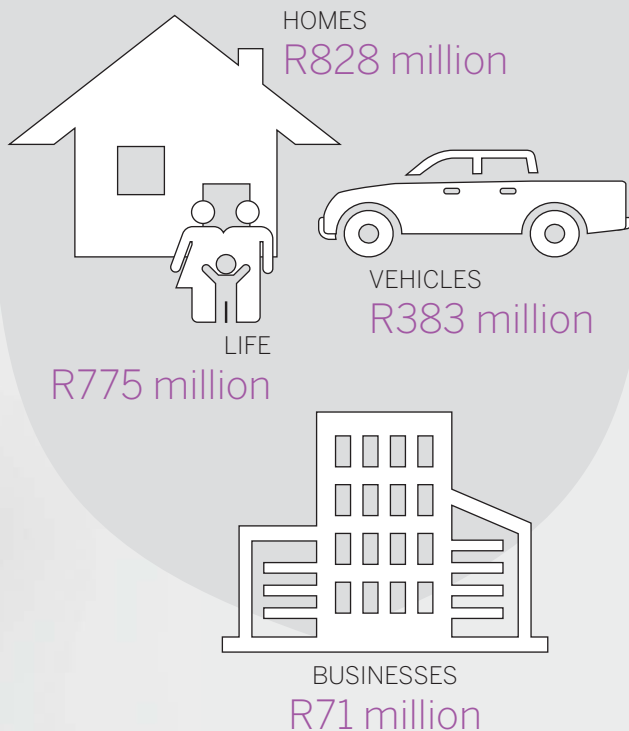 HOMES
R828 million
VEHICLES
R383 million
LIFE
R775 million
BUSINESSES
R71 million